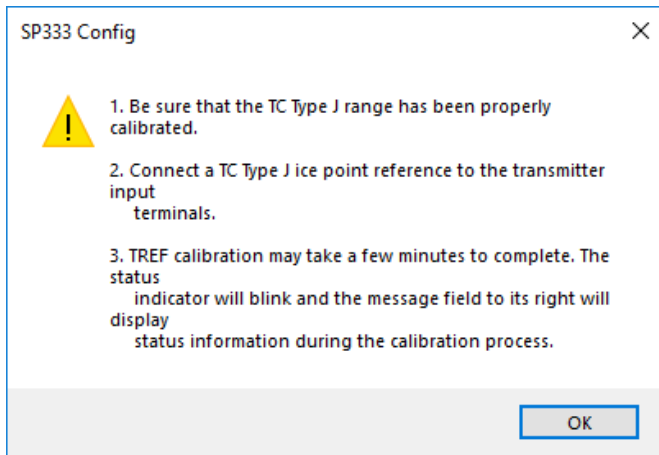 SP333 Config
1. Be sure that the TC Type J range has been properly
calibrated.
2. Connect a TC Type J ice point reference to the transmitter
input
terminals.
3. TREF calibration may take a few minutes to complete. The
status
indicator will blink and the message field to its right will
display
status information during the calibration process.
OK